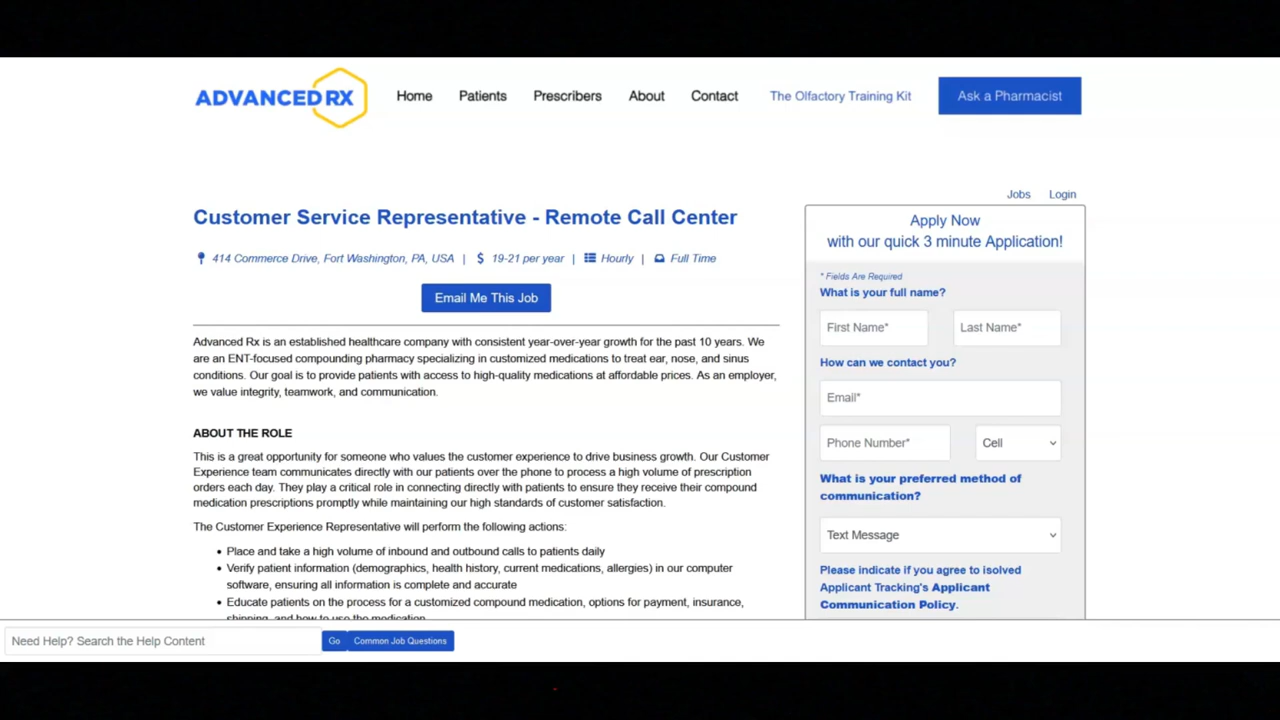 ADVANCED RX
Home
Patients
Prescribers
About
Contact
The Olfactory Training Kit
Ask a Pharmacist
Jobs
Login
Customer Service Representative - Remote Call Center
414 Commerce Drive, Fort Washington, PA, USA | $ 19-21 per year | Hourly | Full Time
Email Me This Job
Advanced Rx is an established healthcare company with consistent year-over-year growth for the past 10 years. We
are an ENT-focused compounding pharmacy specializing in customized medications to treat ear, nose, and sinus
conditions. Our goal is to provide patients with access to high-quality medications at affordable prices. As an employer,
we value integrity, teamwork, and communication.
ABOUT THE ROLE
This is a great opportunity for someone who values the customer experience to drive business growth. Our Customer
Experience team communicates directly with our patients over the phone to process a high volume of prescription
orders each day. They play a critical role in connecting directly with patients to ensure they receive their compound
medication prescriptions promptly while maintaining our high standards of customer satisfaction.
The Customer Experience Representative will perform the following actions:
• Place and take a high volume of inbound and outbound calls to patients daily
• Verify patient information (demographics, health history, current medications, allergies) in our computer
software, ensuring all information is complete and accurate
• Educate patients on the process for a customized compound medication, options for payment, insurance,
shipping, and how to use the medication
Apply Now
with our quick 3 minute Application!
* Fields Are Required
What is your full name?
First Name*
Last Name*
How can we contact you?
Email*
Phone Number*
Cell
What is your preferred method of
communication?
Text Message
Please indicate if you agree to isolved
Applicant Tracking's Applicant
Communication Policy.
Need Help? Search the Help Content
Go
Common Job Questions